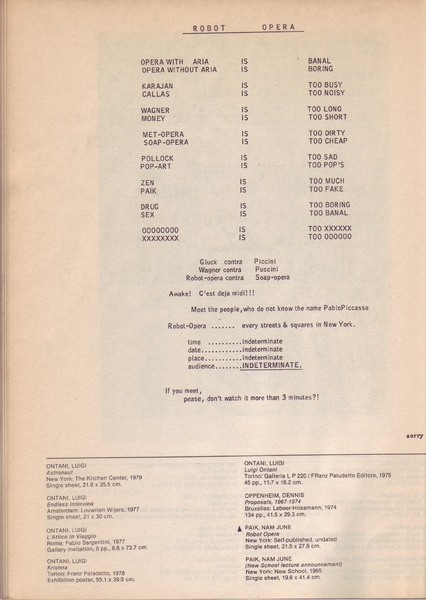 ROBOT OPERA
OPERA WITH ARIA IS BANAL
OPERA WITHOUT ARIA IS BORING
KARAJAN IS TOO BUSY
CALLAS IS TOO NOISY
WAGNER IS TOO LONG
MONEY IS TOO SHORT
MET-OPERA IS TOO DIRTY
SOAP-OPERA IS TOO CHEAP
POLLOCK IS TOO SAD
POP-ART IS TOO POP'S
ZEN IS TOO MUCH
PAIK IS TOO FAKE
DRUG IS TOO BORING
SEX IS TOO BANAL
OOOOOOOO IS TOO XXXXXX
XXXXXXXX IS TOO OOOOOO
Gluck contra Piccini
Wagner contra Puccini
Robot-opera contra Soap-opera
Awake! C'est deja midi!!!
Meet the people,who do not know the name PabloPiccasso
Robot-Opera ....... every streets & squares in New York.
time ..........indeterminate
date...........indeterminate
place..........indeterminate
audience.......INDETERMINATE.
If you meet,
pease, don't watch it more than 3 minutes?!
sorry
ONTANI, LUIGI
Astronaut
New York: The Kitchen Center, 1979
Single sheet, 21.8 x 25.5 cm.
ONTANI, LUIGI
Endless Interview
Amsterdam: Louwrien Wijers, 1977
Single sheet, 21 x 30 cm.
ONTANI, LUIGI
L'Attico in Viaggio
Rome: Fabio Sargentini, 1977
Gallery invitation, 8 pp., 8.8 x 73.7 cm.
ONTANI, LUIGI
Krishna
Torino: Franz Paludetto, 1978
Exhibition poster, 55.1 x 39.9 cm.
ONTANI, LUIGI
Luigi Ontani
Torino: Galleria L P 220 / FRanz Paludetto Editore, 1975
45 pp., 11.7 x 16.2 cm.
OPPENHEIM, DENNIS
Proposals, 1967-1974
Bruxelles: Lebeer-Hossmann, 1974
134 pp., 41.5 x 29.3 cm.
PAIK, NAM JUNE
Robot Opera
New York: Self-published, undated
Single sheet, 21.5 x 27.8 cm.
PAIK, NAM JUNE
(New School lecture announcement)
New York: New School, 1965
Single sheet, 19.6 x 41.4 cm.